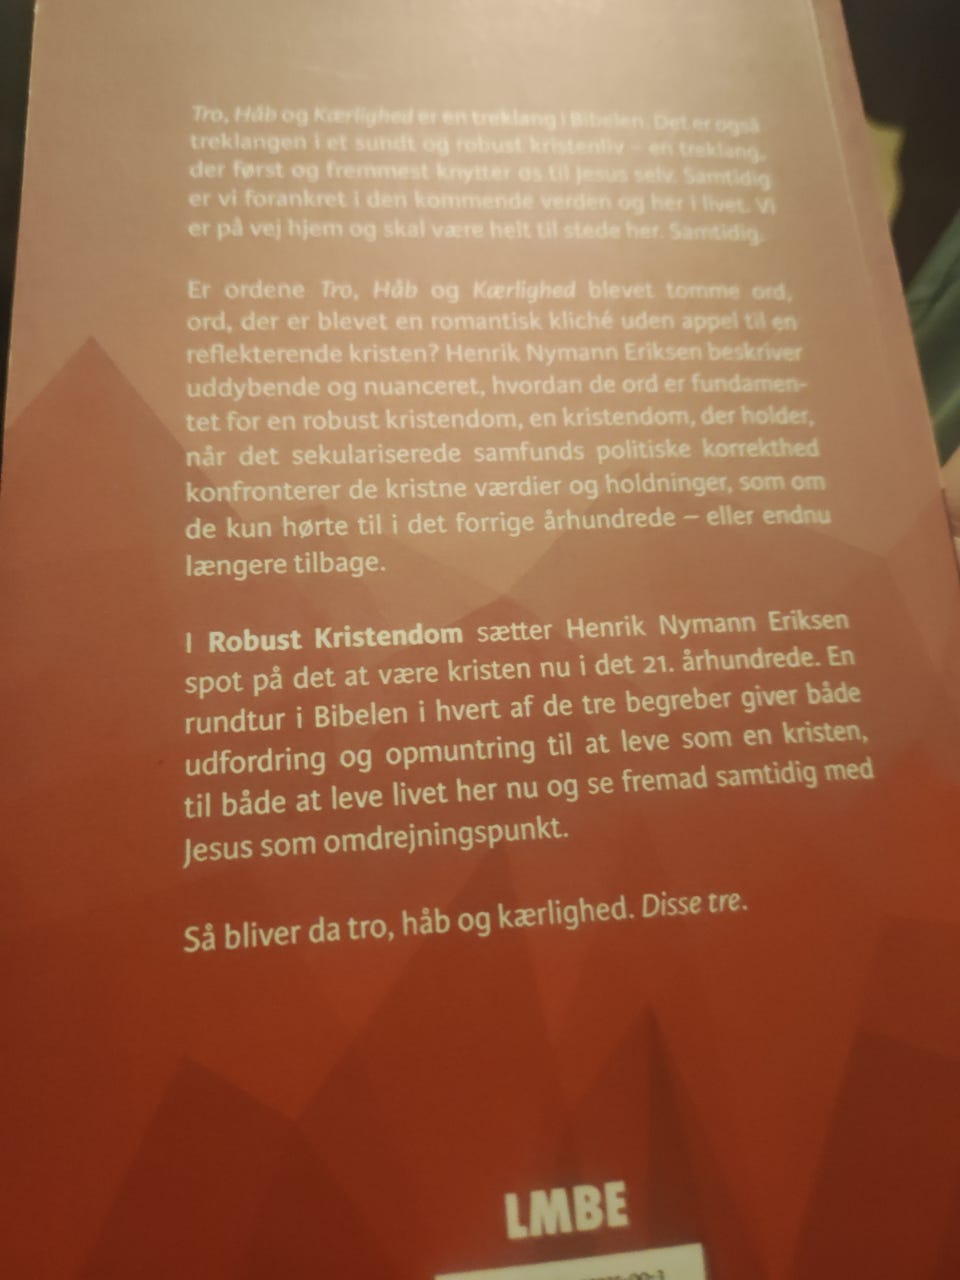 Tro, Håb og Kærlighed er en treklang i Bibelen. Det er også
treklangen i et sundt og robust kristenliv – en treklang,
der først og fremmest knytter os til Jesus selv. Samtidig
er vi forankret i den kommende verden og her i livet. Vi
er på vej hjem og skal være helt til stede her. Samtidig.
Er ordene Tro, Håb og Kærlighed blevet tomme ord,
ord, der er blevet en romantisk kliché uden appel til en
reflekterende kristen? Henrik Nymann Eriksen beskriver
uddybende og nuanceret, hvordan de ord er fundamen-
tet for en robust kristendom, en kristendom, der holder,
når det sekulariserede samfunds politiske korrekthed
konfronterer de kristne værdier og holdninger, som om
de kun hørte til i det forrige århundrede – eller endnu
længere tilbage.
I Robust Kristendom sætter Henrik Nymann Eriksen
spot på det at være kristen nu i det 21. århundrede. En
rundtur i Bibelen i hvert af de tre begreber giver både
udfordring og opmuntring til at leve som en kristen,
til både at leve livet her nu og se fremad samtidig med
Jesus som omdrejningspunkt.
Så bliver da tro, håb og kærlighed. Disse tre.
LMBE